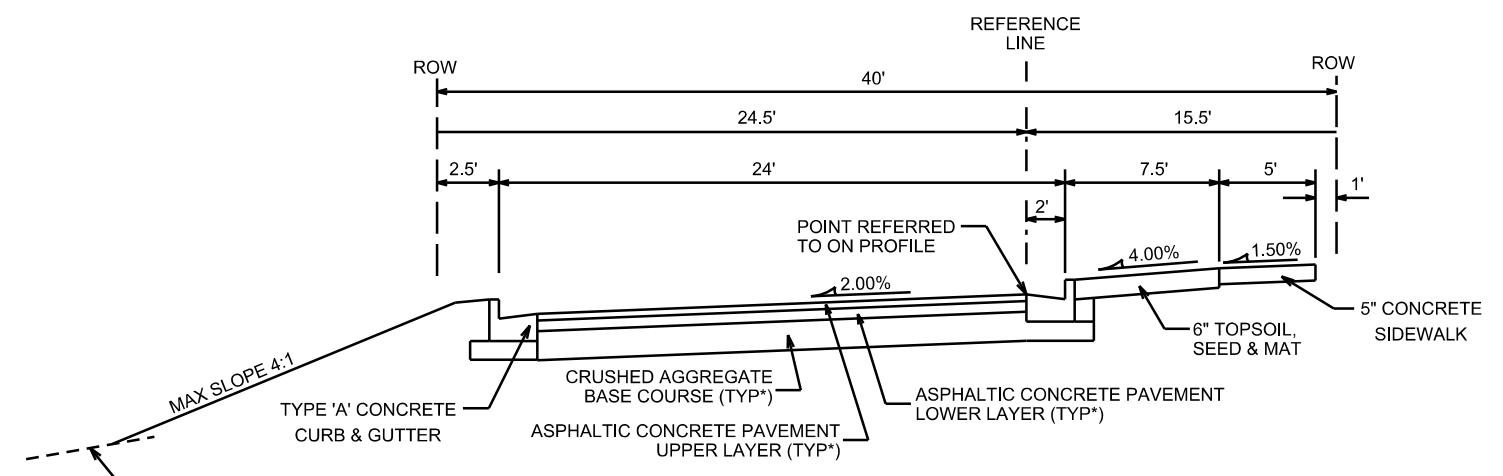 REFERENCE
LINE
ROW
ROW
40'
24.5'
15.5'
2.5'
24'
7.5'
5'
1'
2'
POINT REFERRED
TO ON PROFILE
4.00%
1.50%
2.00%
5" CONCRETE
SIDEWALK
6" TOPSOIL,
SEED & MAT
MAX SLOPE 4:1
CRUSHED AGGREGATE
BASE COURSE (TYP*)
ASPHALTIC CONCRETE PAVEMENT
LOWER LAYER (TYP*)
TYPE 'A' CONCRETE
CURB & GUTTER
ASPHALTIC CONCRETE PAVEMENT
UPPER LAYER (TYP*)